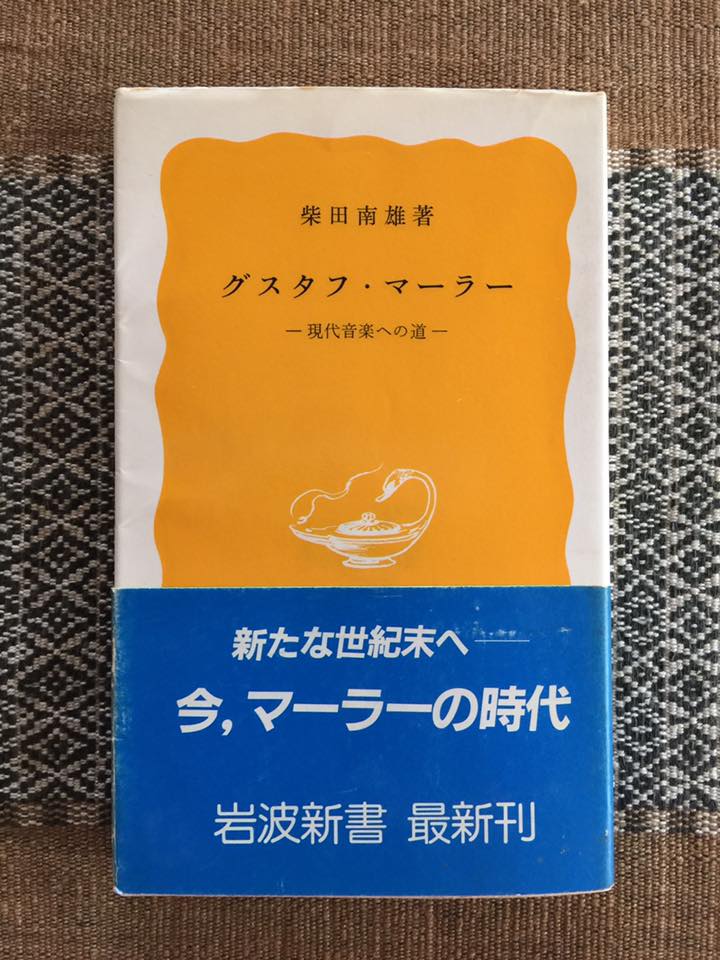 柴田南雄著
グスタフ・マーラー
―現代音楽への道―
新たな世紀末へ――
今,マーラーの時代
岩波新書 最新刊